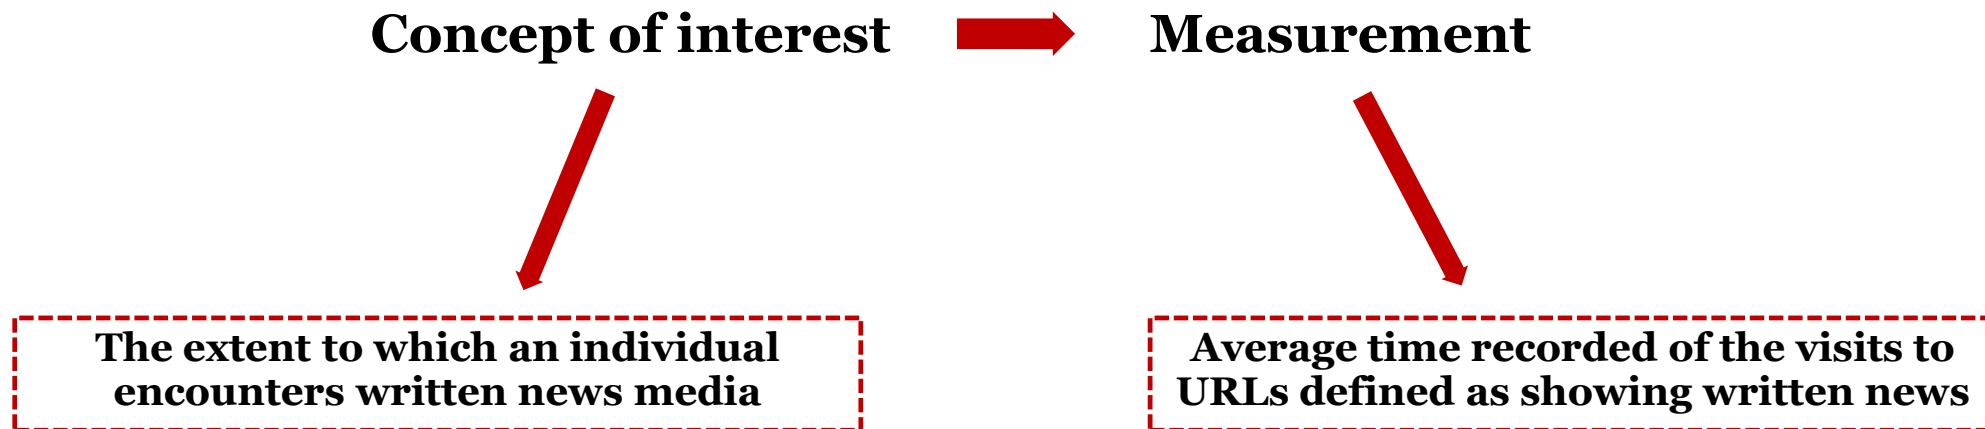 Concept of interest
Measurement
The extent to which an individual
encounters written news media
Average time recorded of the visits to
URLs defined as showing written news